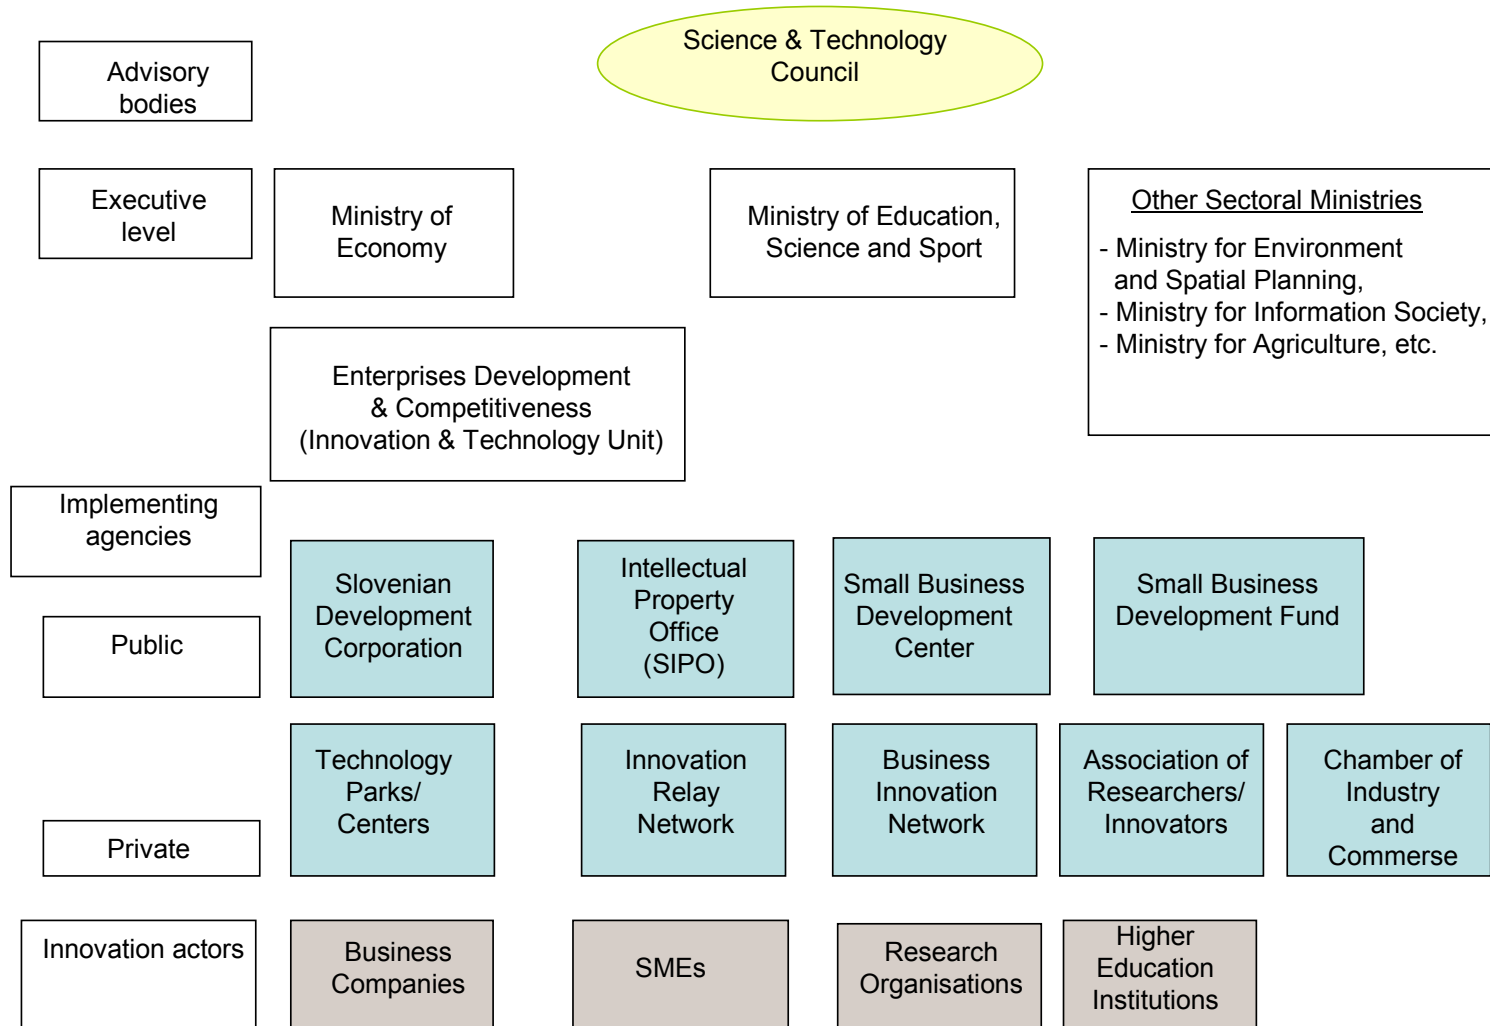 Science & Technology
Council
Advisory
bodies
Executive
level
Ministry of
Economy
Ministry of Education,
Science and Sport
Other Sectoral Ministries
- Ministry for Environment
and Spatial Planning,
- Ministry for Information Society,
- Ministry for Agriculture, etc.
Enterprises Development
& Competitiveness
(Innovation & Technology Unit)
Implementing
agencies
Public
Slovenian
Development
Corporation
Intellectual
Property
Office
(SIPO)
Small Business
Development
Center
Small Business
Development Fund
Private
Technology
Parks/
Centers
Innovation
Relay
Network
Business
Innovation
Network
Association of
Researchers/
Innovators
Chamber of
Industry
and
Commerse
Innovation actors
Business
Companies
SMEs
Research
Organisations
Higher
Education
Institutions